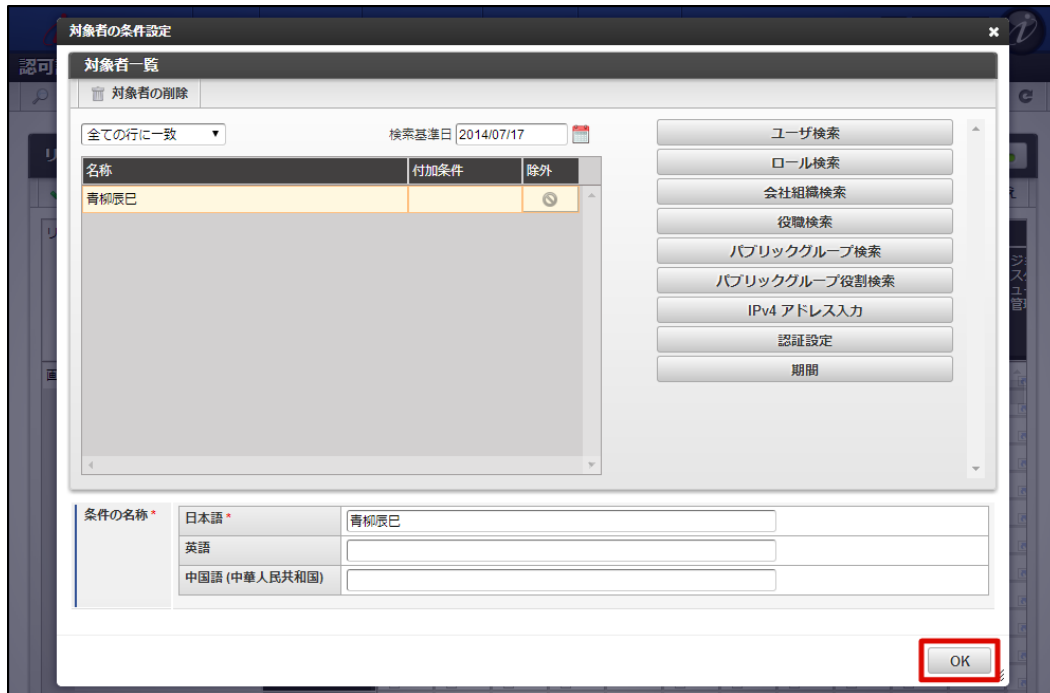 対象者の条件設定
認可
対象者一覧
対象者の削除
全ての行に一致
検索基準日 2014/07/17
名称 付加条件 除外
青柳辰巳
ユーザ検索
ロール検索
会社組織検索
役職検索
パブリックグループ検索
パブリックグループ役割検索
IPv4 アドレス入力
認証設定
期間
条件の名称* 日本語* 青柳辰巳
英語
中国語 (中華人民共和国)
OK